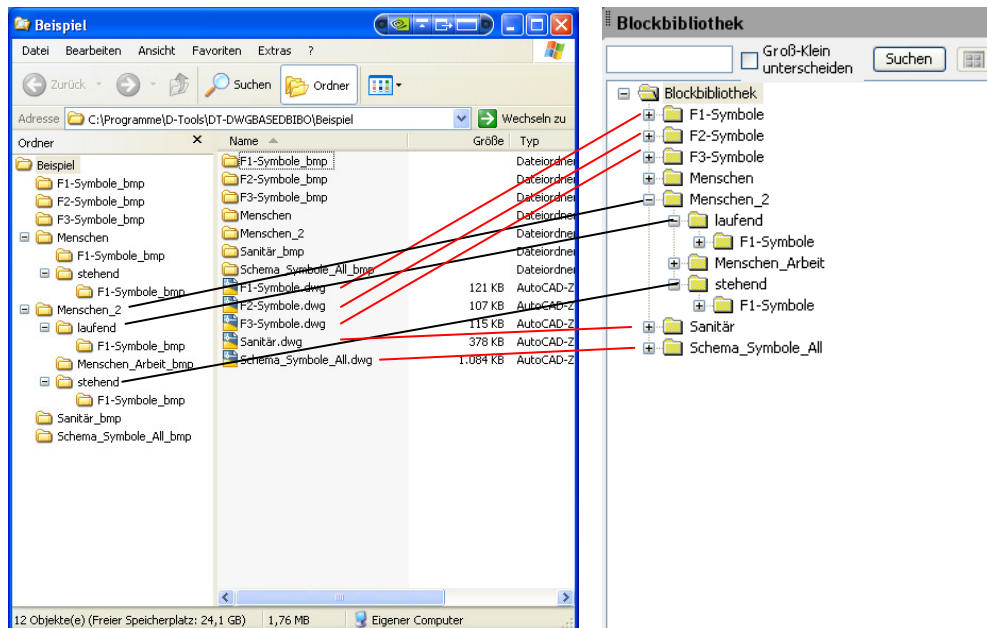 Beispiel
Datei Bearbeiten Ansicht Favoriten Extras ?
Zurück Suchen Ordner
Adresse C:\Programme\D-Tools\DT-DWGBASEDBIBO\Beispiel Wechseln zu
Ordner X
Beispiel
F1-Symbole_bmp
F2-Symbole_bmp
F3-Symbole_bmp
Menschen
F1-Symbole_bmp
stehend
F1-Symbole_bmp
Menschen_2
laufend
F1-Symbole_bmp
Menschen_Arbeit_bmp
stehend
F1-Symbole_bmp
Sanitär_bmp
Schema_Symbole_All_bmp
Name Größe Typ
F1-Symbole_bmp Dateiordner
F2-Symbole_bmp Dateiordner
F3-Symbole_bmp Dateiordner
Menschen Dateiordner
Menschen_2 Dateiordner
Sanitär_bmp Dateiordner
Schema_Symbole_All_bmp Dateiordner
F1-Symbole.dwg 121 KB AutoCAD-Z
F2-Symbole.dwg 107 KB AutoCAD-Z
F3-Symbole.dwg 115 KB AutoCAD-Z
Sanitär.dwg 378 KB AutoCAD-Z
Schema_Symbole_All.dwg 1.084 KB AutoCAD-Z
12 Objekte(e) (Freier Speicherplatz: 24,1 GB) 1,76 MB Eigener Computer
Blockbibliothek
Groß-Klein
unterscheiden
Suchen
Blockbibliothek
F1-Symbole
F2-Symbole
F3-Symbole
Menschen
Menschen_2
laufend
F1-Symbole
Menschen_Arbeit
stehend
F1-Symbole
Sanitär
Schema_Symbole_All